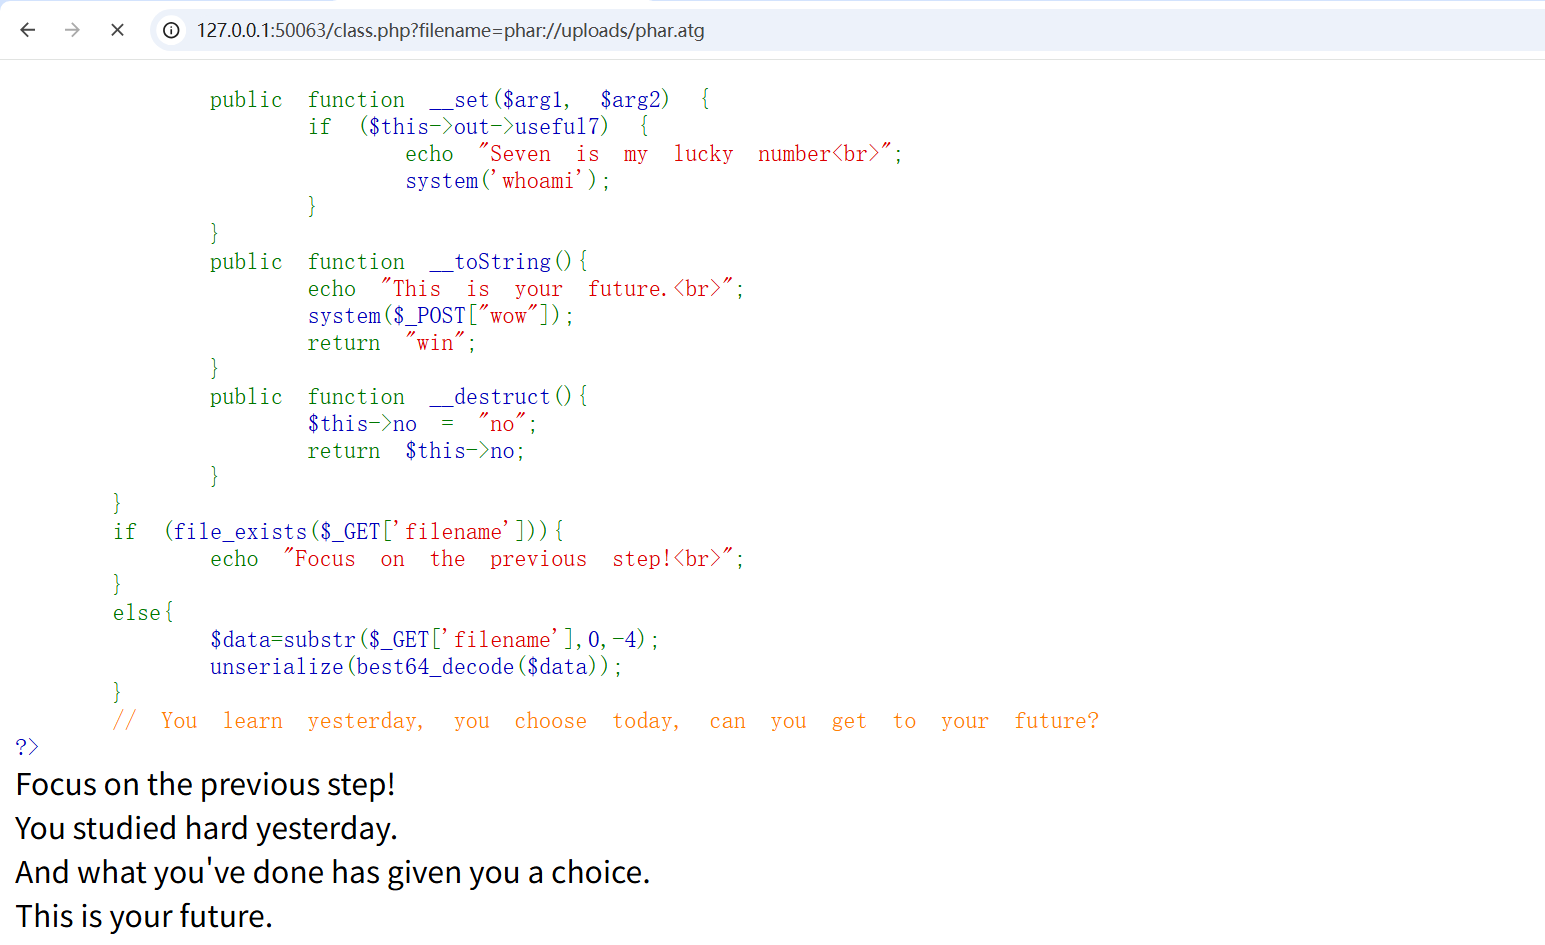 127.0.0.1:50063/class.php?filename=phar://uploads/phar.atg
public function __set($arg1, $arg2) {
if ($this->out->useful7) {
echo "Seven is my lucky number<br>";
system('whoami');
}
}
public function __toString(){
echo "This is your future.<br>";
system($_POST["wow"]);
return "win";
}
public function __destruct(){
$this->no = "no";
return $this->no;
}
}
if (file_exists($_GET['filename'])){
echo "Focus on the previous step!<br>";
}
else{
$data=substr($_GET['filename'],0,-4);
unserialize(best64_decode($data));
}
// You learn yesterday, you choose today, can you get to your future?
?>
Focus on the previous step!
You studied hard yesterday.
And what you've done has given you a choice.
This is your future.